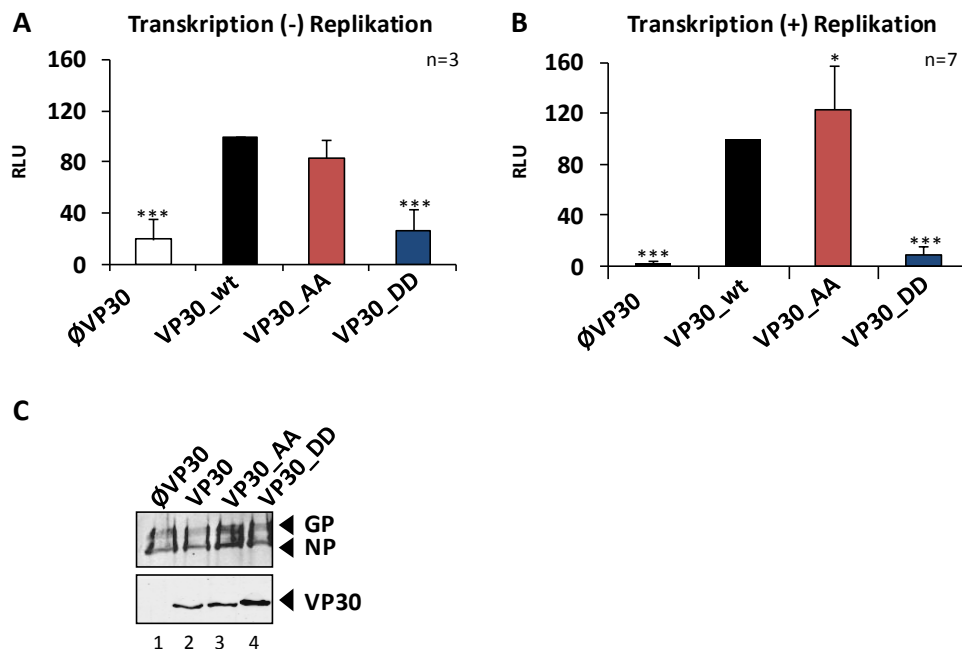 A
Transkription (-) Replikation
n=3
RLU
160
120
80
40
0
***
***
ØVP30
VP30_wt
VP30_AA
VP30_DD
B
Transkription (+) Replikation
n=7
RLU
160
120
80
40
0
***
*
***
ØVP30
VP30_wt
VP30_AA
VP30_DD
C
ØVP30
VP30
VP30_AA
VP30_DD
GP
NP
VP30
1 2 3 4